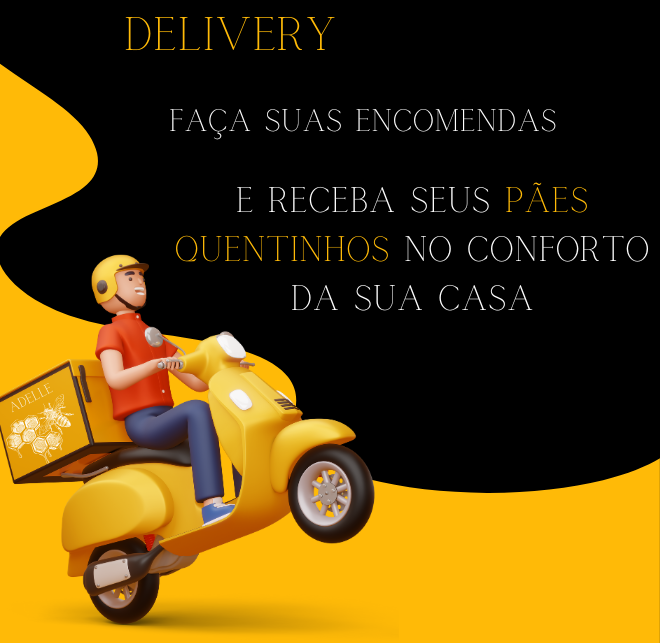 DELIVERY
FAÇA SUAS ENCOMENDAS
E RECEBA SEUS PÃES
QUENTINHOS NO CONFORTO
DA SUA CASA
ADELLE